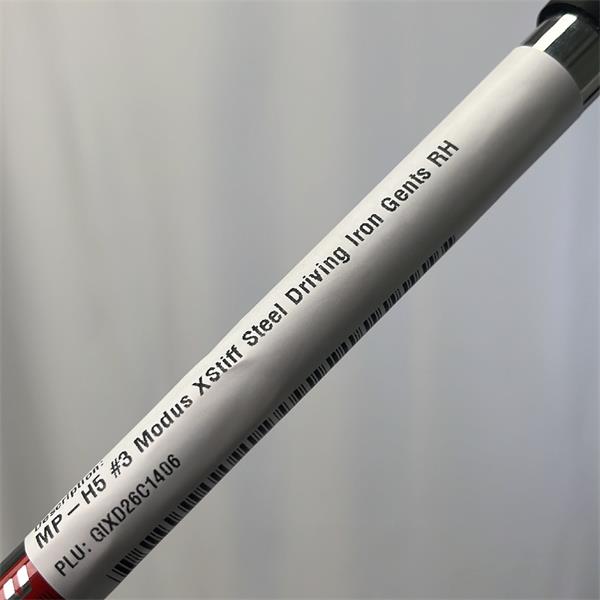 Description:
MP – H5 #3 Modus XStiff Steel Driving Iron Gents RH
PLU: GIXD26C1406